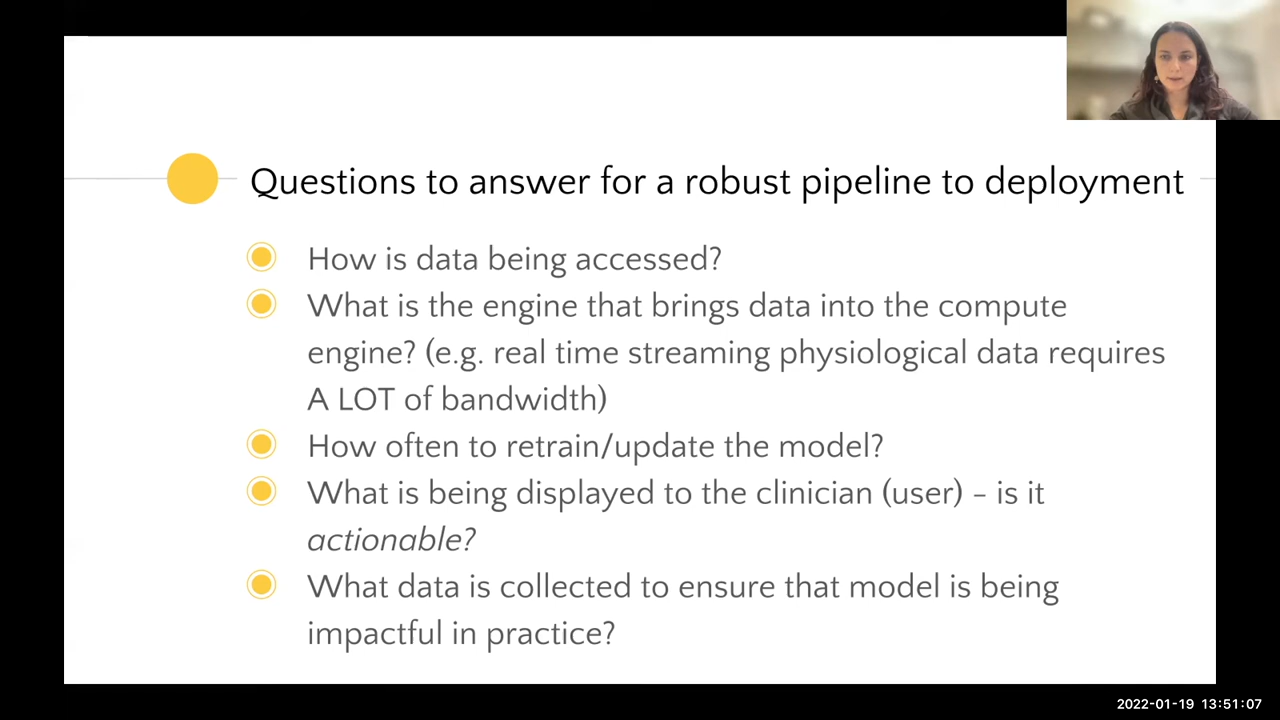 Questions to answer for a robust pipeline to deployment
How is data being accessed?
What is the engine that brings data into the compute
engine? (e.g. real time streaming physiological data requires
A LOT of bandwidth)
How often to retrain/update the model?
What is being displayed to the clinician (user) – is it
actionable?
What data is collected to ensure that model is being
impactful in practice?
2022-01-19 13:51:07